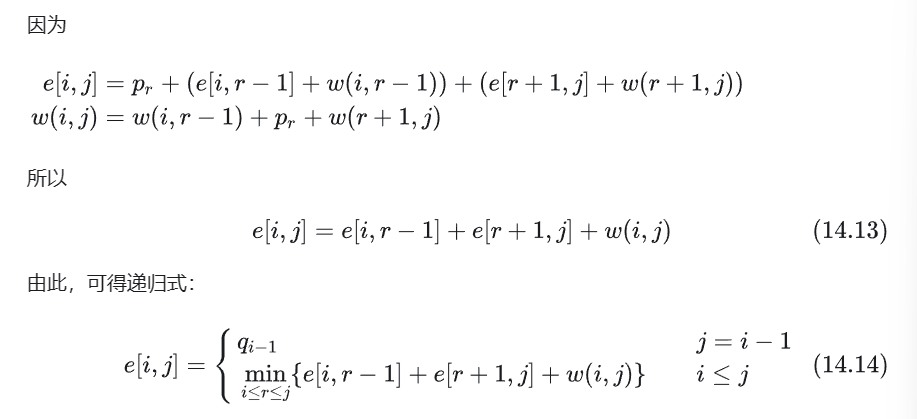 因为
e[i, j] = p_r + (e[i, r − 1] + w(i, r − 1)) + (e[r + 1, j] + w(r + 1, j))
w(i, j) = w(i, r − 1) + p_r + w(r + 1, j)
所以
e[i, j] = e[i, r − 1] + e[r + 1, j] + w(i, j) (14.13)
由此，可得递归式：
e[i, j] = { q_{i−1} j = i − 1
min_{i≤r≤j} {e[i, r − 1] + e[r + 1, j] + w(i, j)} i ≤ j (14.14)